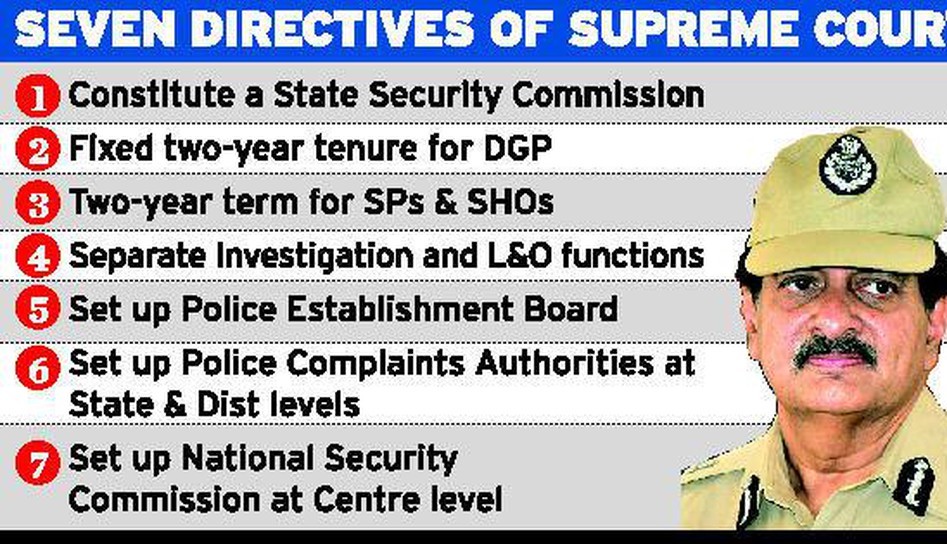 SEVEN DIRECTIVES OF SUPREME COUR
1 Constitute a State Security Commission
2 Fixed two-year tenure for DGP
3 Two-year term for SPs & SHOs
4 Separate Investigation and L&O functions
5 Set up Police Establishment Board
6 Set up Police Complaints Authorities at
State & Dist levels
7 Set up National Security
Commission at Centre level